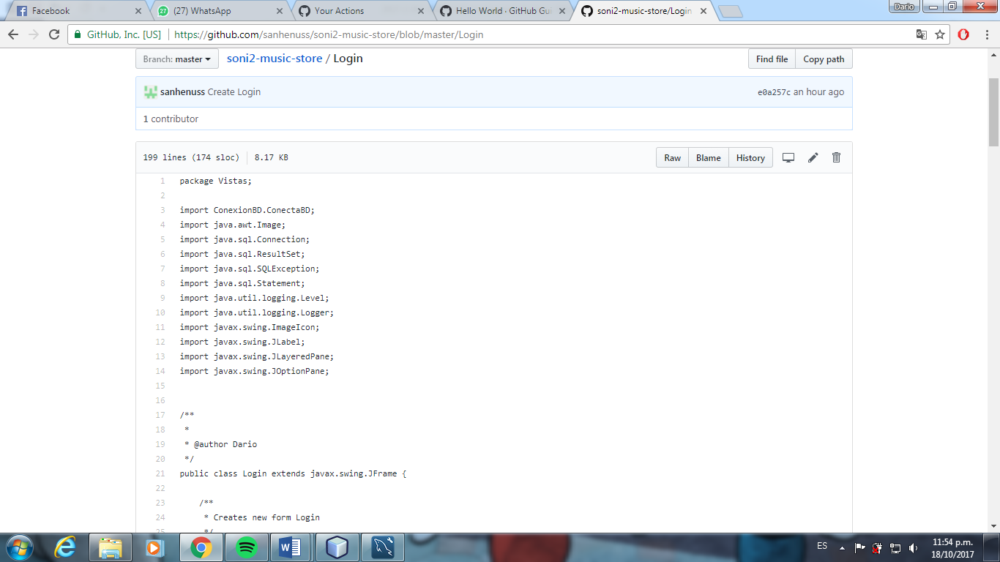 Facebook
27 (27) WhatsApp
Your Actions
Hello World · GitHub Gui
soni2-music-store/Login
Dario
GitHub, Inc. [US] https://github.com/sanhenuss/soni2-music-store/blob/master/Login
Branch: master soni2-music-store / Login Find file Copy path
sanhenuss Create Login e0a257c an hour ago
1 contributor
199 lines (174 sloc) 8.17 KB Raw Blame History
1 package Vistas;
2
3 import ConexionBD.ConectaBD;
4 import java.awt.Image;
5 import java.sql.Connection;
6 import java.sql.ResultSet;
7 import java.sql.SQLException;
8 import java.sql.Statement;
9 import java.util.logging.Level;
10 import java.util.logging.Logger;
11 import javax.swing.ImageIcon;
12 import javax.swing.JLabel;
13 import javax.swing.JLayeredPane;
14 import javax.swing.JOptionPane;
15
16
17 /**
18 *
19 * @author Dario
20 */
21 public class Login extends javax.swing.JFrame {
22
23 /**
24 * Creates new form Login
25 */
ES 11:54 p.m.
18/10/2017